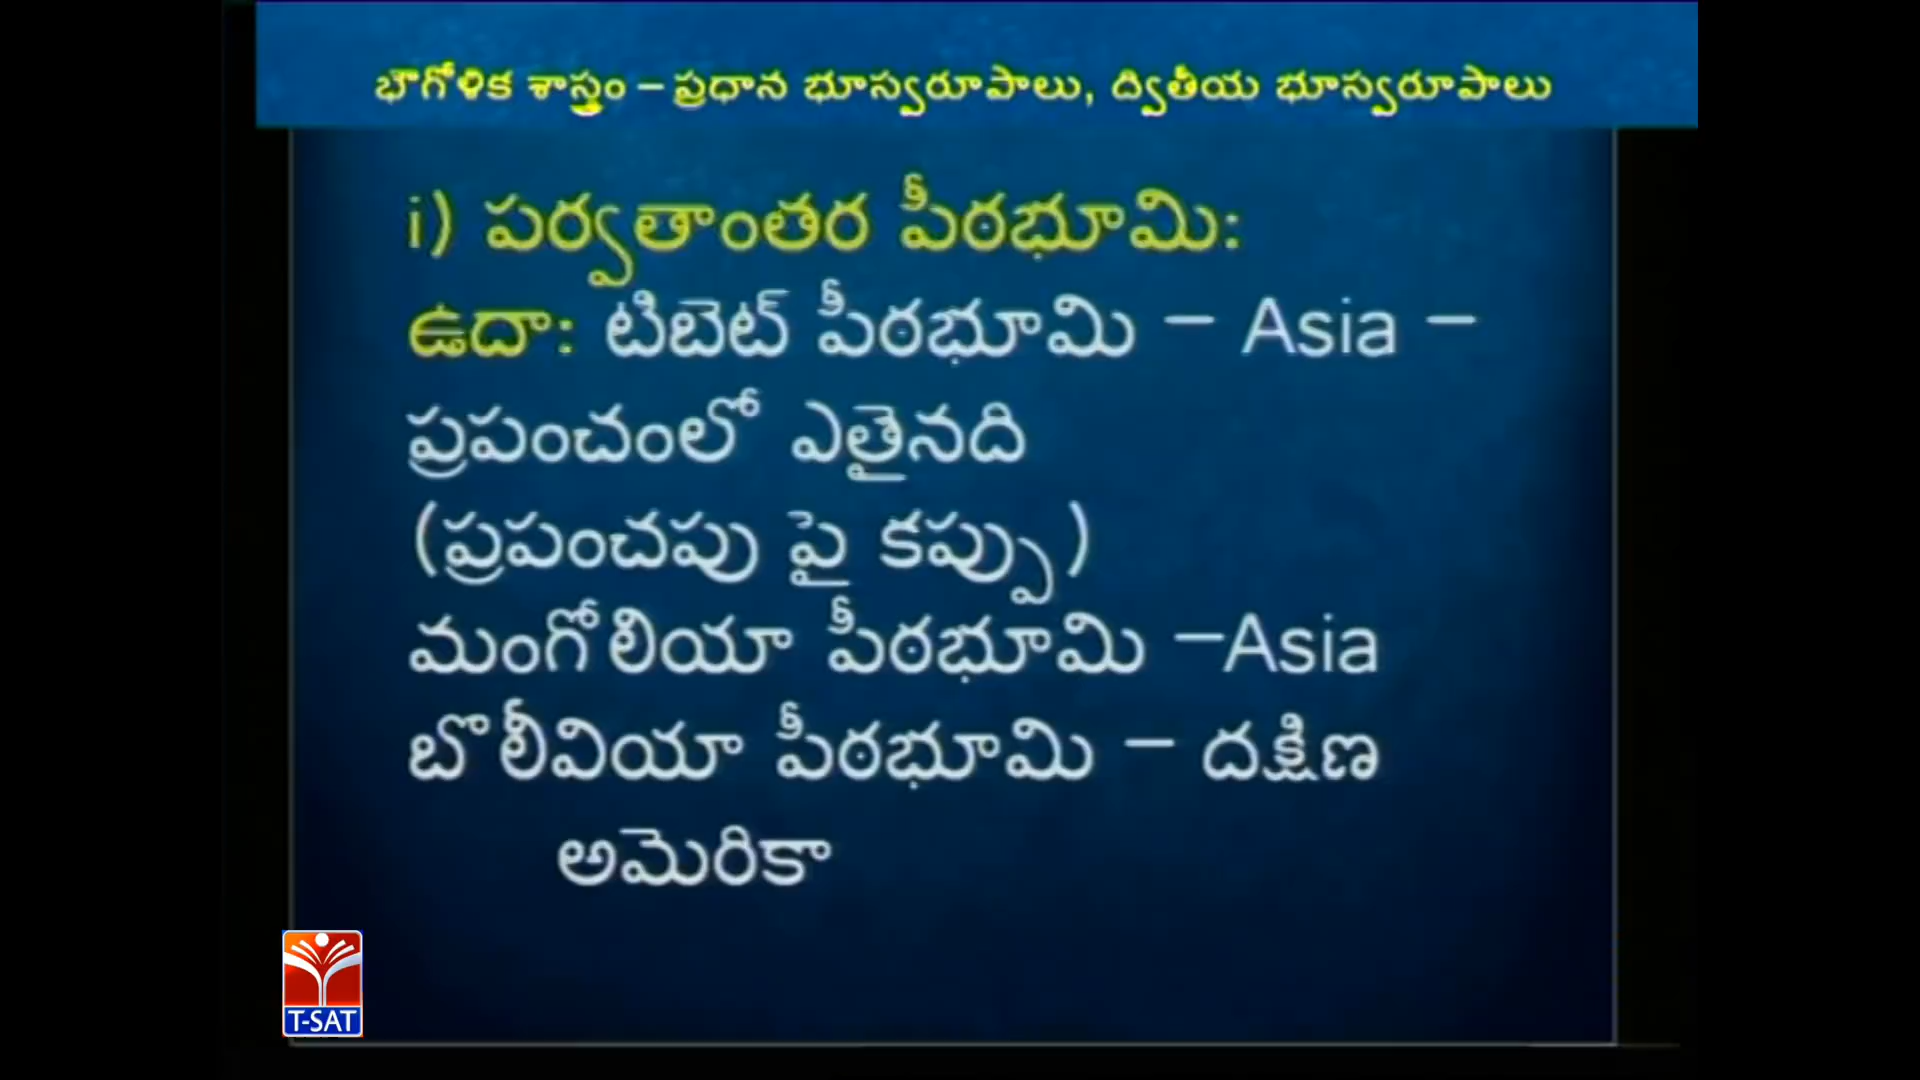 భౌగోళిక శాస్త్రం – ప్రధాన భూస్వరూపాలు, ద్వితీయ భూస్వరూపాలు
i) పర్వతాంతర పీఠభూమి:
ఉదా: టిబెట్ పీఠభూమి – Asia –
ప్రపంచంలో ఎతైనది
(ప్రపంచపు పై కప్పు)
మంగోలియా పీఠభూమి –Asia
బొలీవియా పీఠభూమి – దక్షిణ
అమెరికా
T-SAT